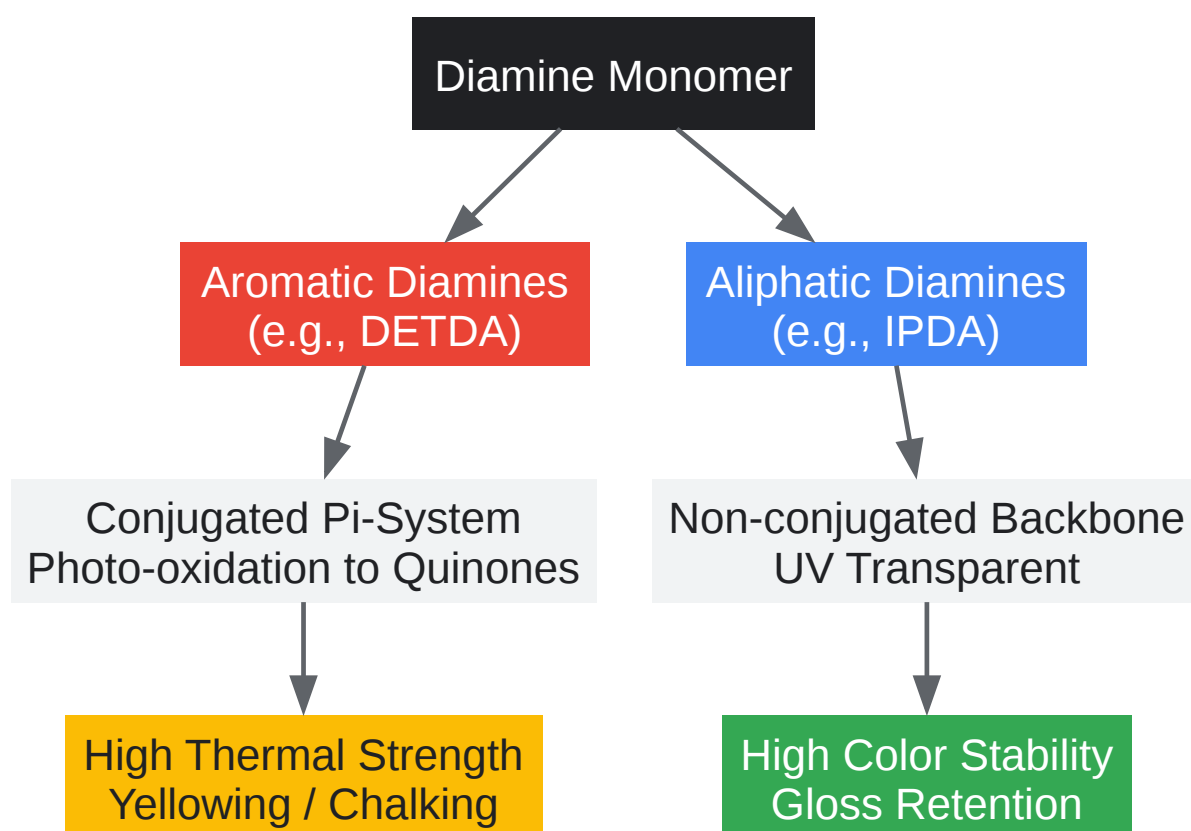 Diamine Monomer
Aromatic Diamines
(e.g., DETDA)
Aliphatic Diamines
(e.g., IPDA)
Conjugated Pi-System
Photo-oxidation to Quinones
Non-conjugated Backbone
UV Transparent
High Thermal Strength
Yellowing / Chalking
High Color Stability
Gloss Retention